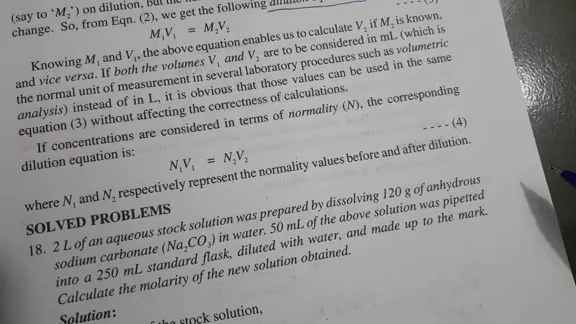 (say to 'M₂') on dilution, but the
change. So, from Eqn. (2), we get the following dilution
M₁V₁ = M₂V₂
Knowing M₁ and V₁, the above equation enables us to calculate V₂ if M₂ is known,
and vice versa. If both the volumes V₁ and V₂ are to be considered in mL (which is
the normal unit of measurement in several laboratory procedures such as volumetric
analysis) instead of in L, it is obvious that those values can be used in the same
equation (3) without affecting the correctness of calculations.
If concentrations are considered in terms of normality (N), the corresponding
dilution equation is:
N₁V₁ = N₂V₂ - - - - (4)
where N₁ and N₂ respectively represent the normality values before and after dilution.
SOLVED PROBLEMS
18. 2 L of an aqueous stock solution was prepared by dissolving 120 g of anhydrous
sodium carbonate (Na₂CO₃) in water. 50 mL of the above solution was pipetted
into a 250 mL standard flask, diluted with water, and made up to the mark.
Calculate the molarity of the new solution obtained.
Solution:
the stock solution,